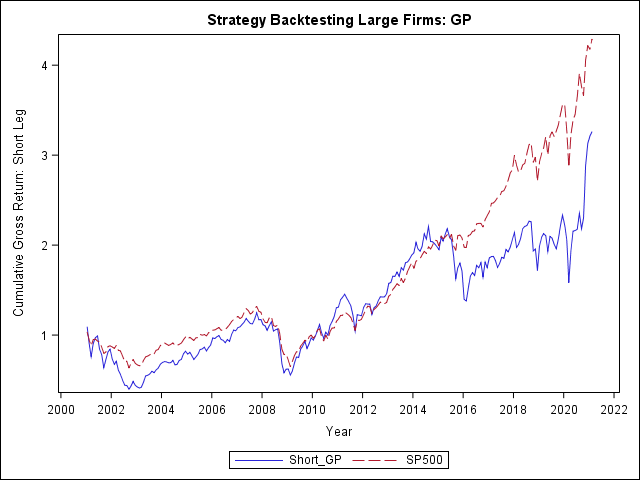 Strategy Backtesting Large Firms: GP
Cumulative Gross Return: Short Leg
4
3
2
1
2000 2002 2004 2006 2008 2010 2012 2014 2016 2018 2020 2022
Year
Short_GP SP500